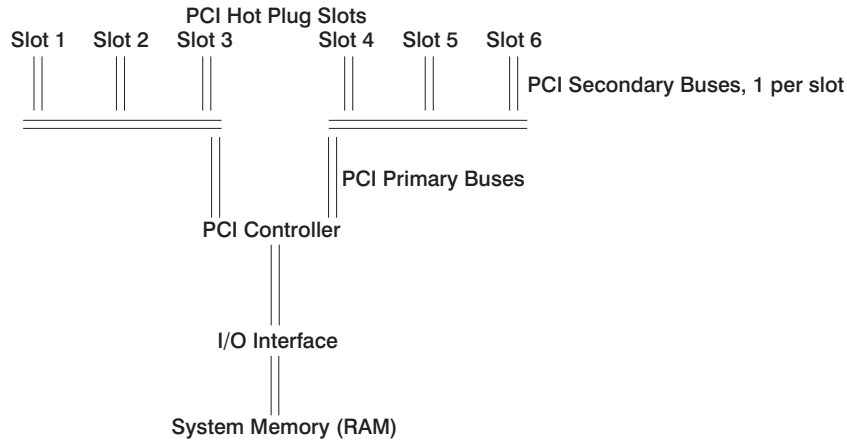 PCI Hot Plug Slots
Slot 1 Slot 2 Slot 3 Slot 4 Slot 5 Slot 6
PCI Secondary Buses, 1 per slot
PCI Primary Buses
PCI Controller
I/O Interface
System Memory (RAM)